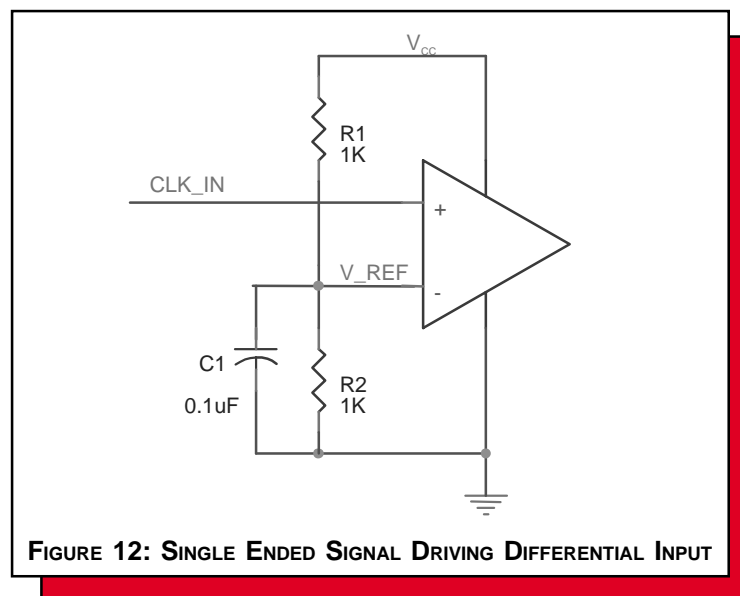 Vcc
R1
1K
CLK_IN
+
V_REF
-
C1
0.1uF
R2
1K
FIGURE 12: SINGLE ENDED SIGNAL DRIVING DIFFERENTIAL INPUT